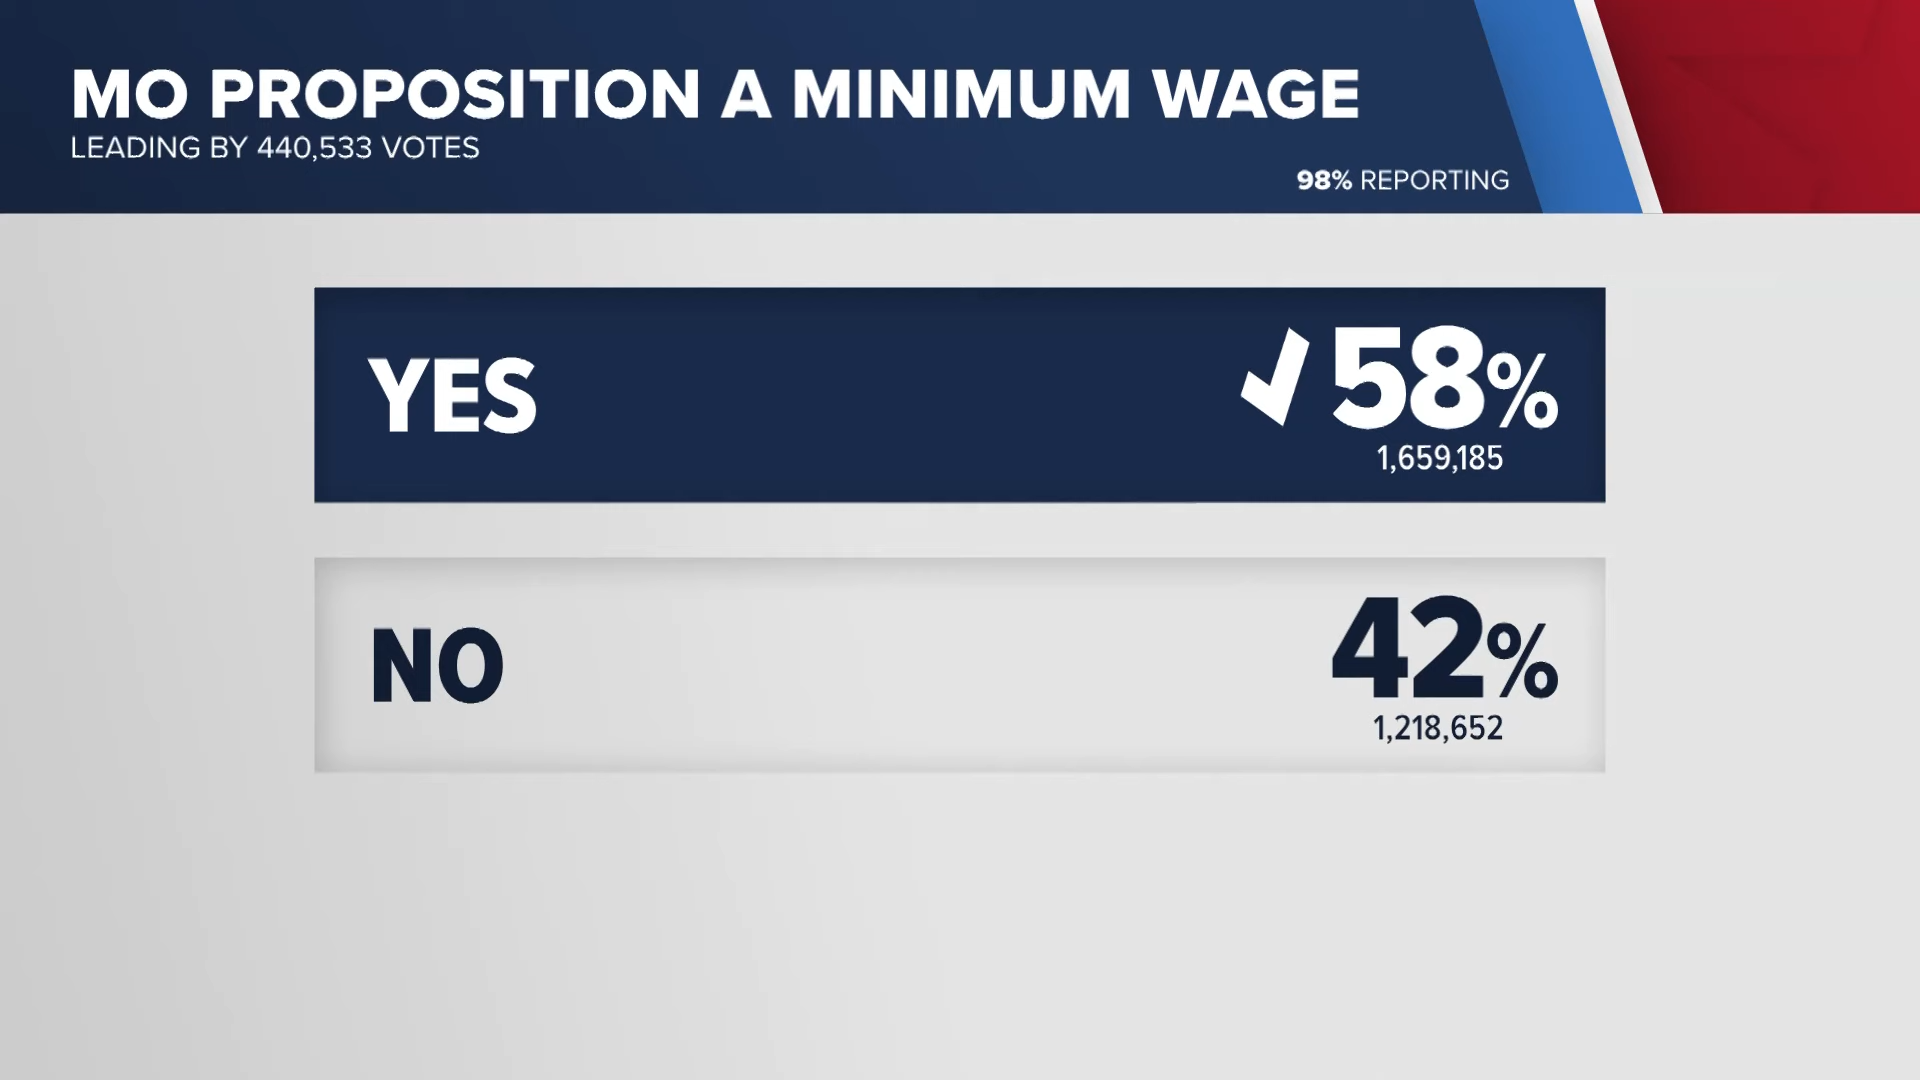 MO PROPOSITION A MINIMUM WAGE
LEADING BY 440,533 VOTES
98% REPORTING
YES
58%
1,659,185
NO
42%
1,218,652